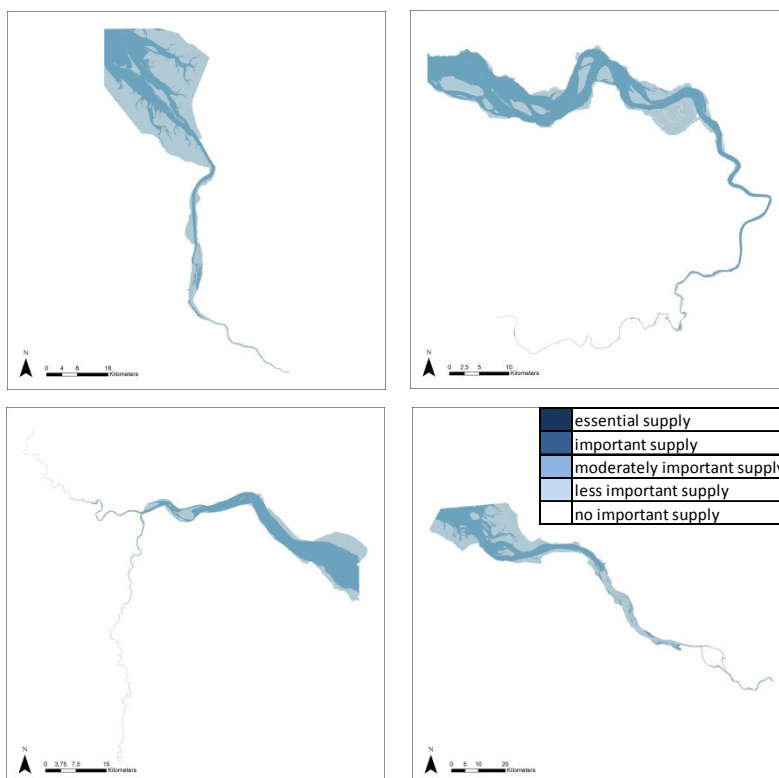 N
0 4 8 16
Kilometers
N
0 2,5 5 10
Kilometers
essential supply
important supply
moderately important supply
less important supply
no important supply
N
0 3,75 7,5 15
Kilometers
N
0 5 10 20
Kilometers